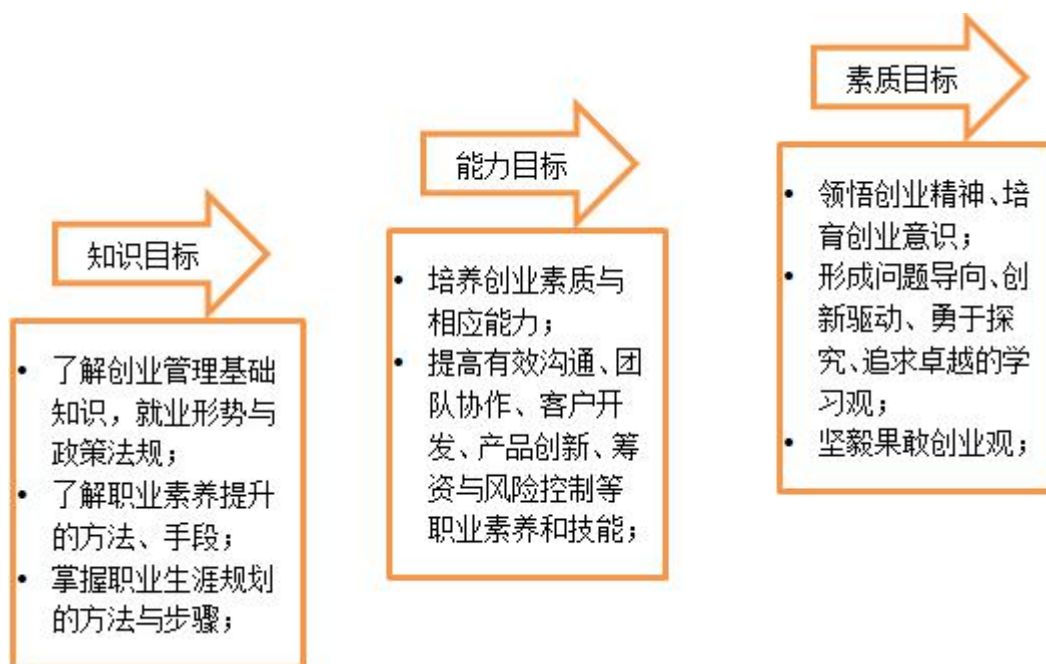 知识目标
了解创业管理基础
知识，就业形势与
政策法规；
了解职业素养提升
的方法、手段；
掌握职业生涯规划
的方法与步骤；
能力目标
培养创业素质与
相应能力；
提高有效沟通、团
队协作、客户开
发、产品创新、筹
资与风险控制等
职业素养和技能；
素质目标
领悟创业精神、培
育创业意识；
形成问题导向、创
新驱动、勇于探
究、追求卓越的学
习观；
坚毅果敢创业观；